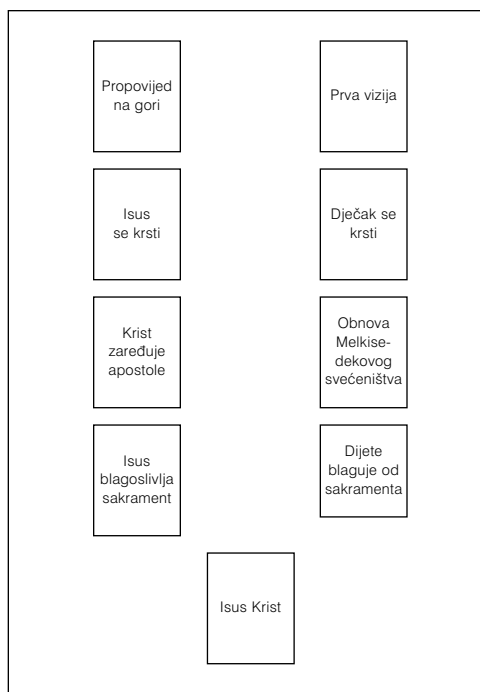 Propovijed
na gori
Prva vizija
Isus
se krsti
Dječak se
krsti
Krist
zaređuje
apostole
Obnova
Melkise-
dekovog
svećeništva
Isus
blagoslivlja
sakrament
Dijete
blaguje od
sakramenta
Isus Krist